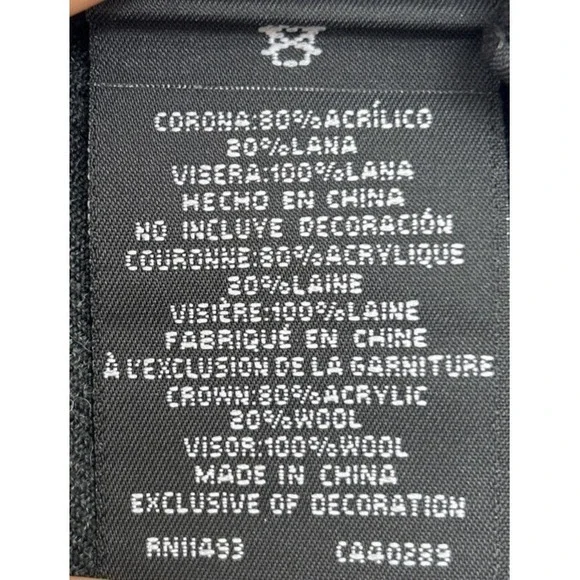 CORONA:80%ACRÍLICO
20%LANA
VISERA:100%LANA
HECHO EN CHINA
NO INCLUYE DECORACIÓN
COURONNE:80%ACRYLIQUE
20%LAINE
VISIÈRE:100%LAINE
FABRIQUÉ EN CHINE
À L'EXCLUSION DE LA GARNITURE
CROWN:80%ACRYLIC
20%WOOL
VISOR:100%WOOL
MADE IN CHINA
EXCLUSIVE OF DECORATION
RN11493 CA40289